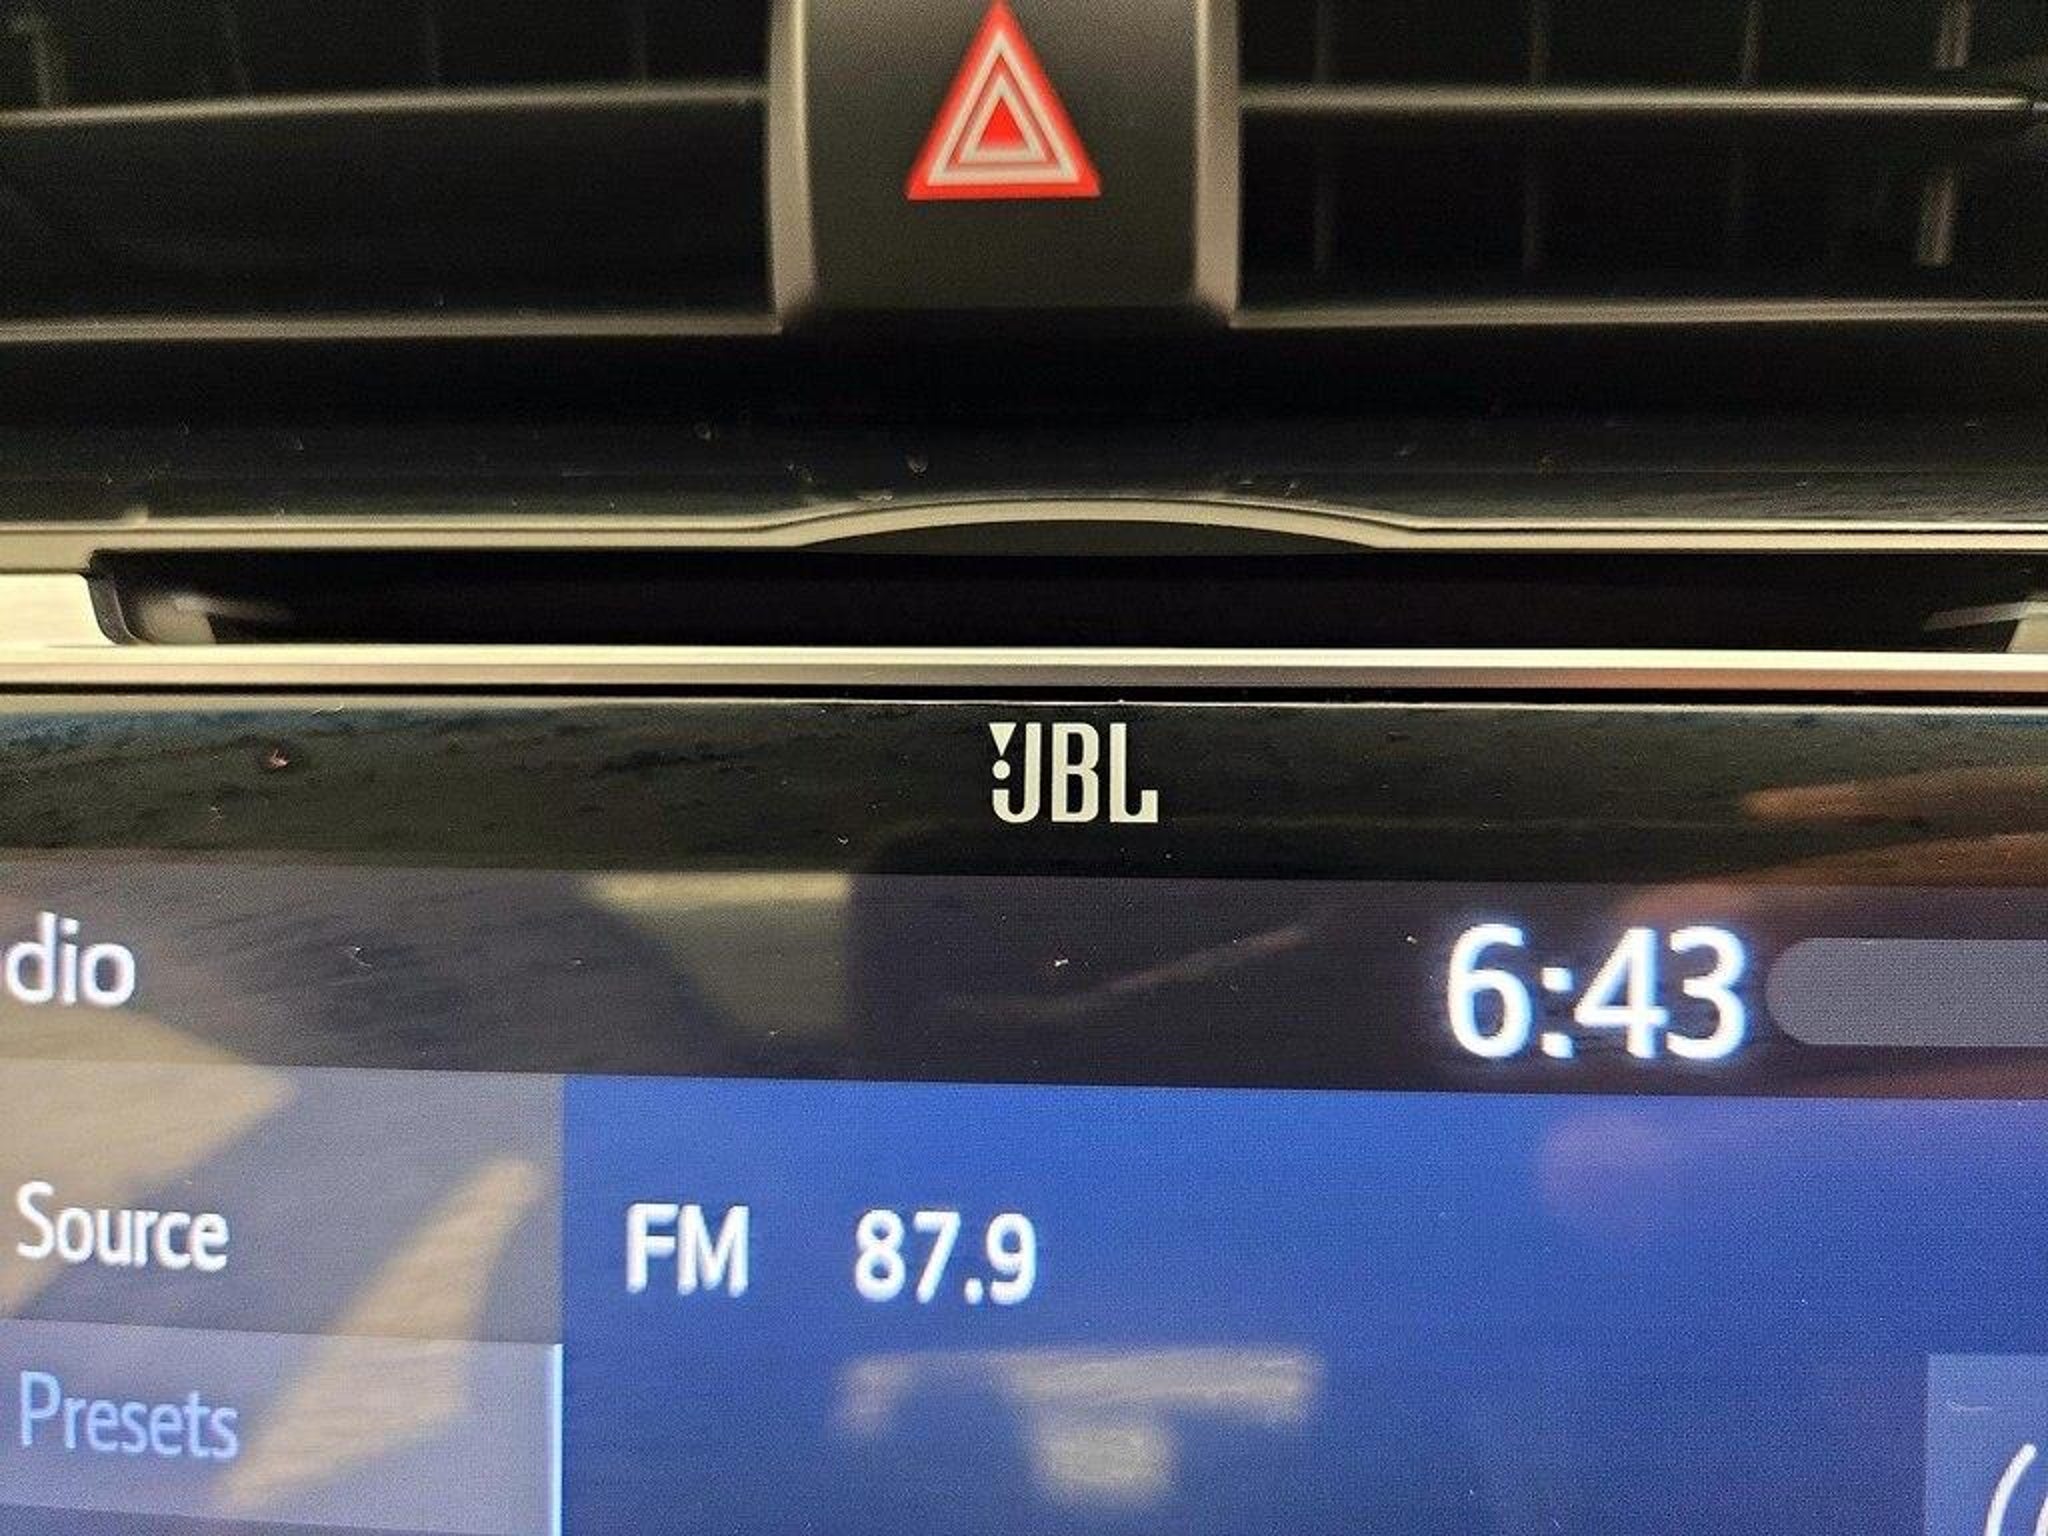 JBL
dio
6:43
Source
FM 87.9
Presets